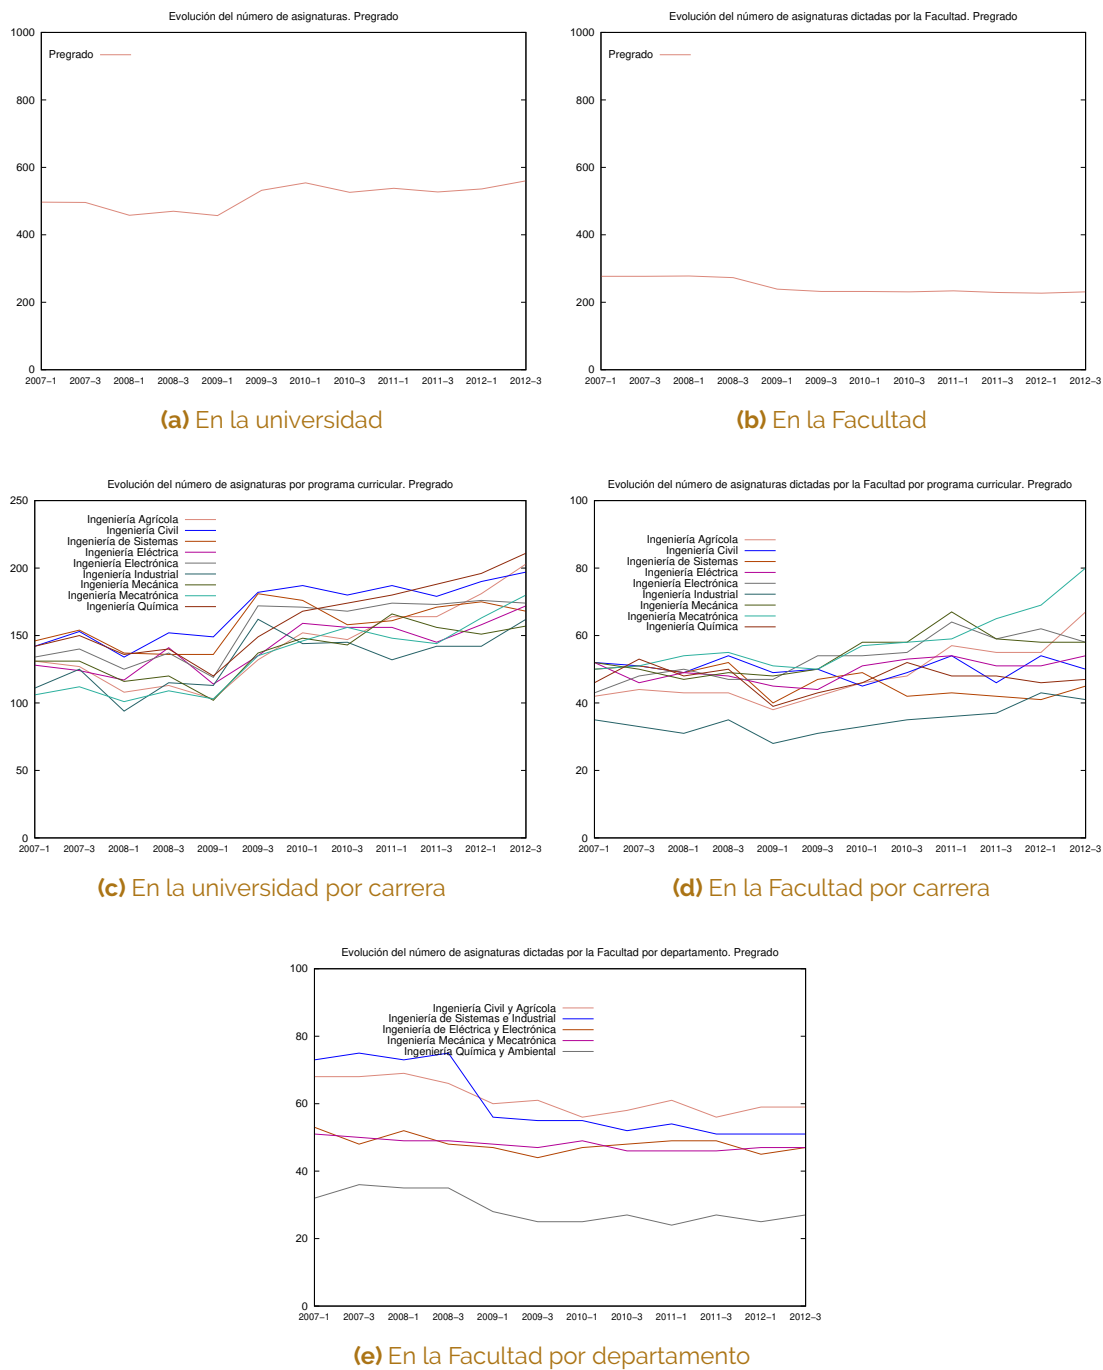 Evolución del número de asignaturas. Pregrado
1000
800
600
400
200
0
Pregrado
2007-1 2007-3 2008-1 2008-3 2009-1 2009-3 2010-1 2010-3 2011-1 2011-3 2012-1 2012-3
(a) En la universidad
Evolución del número de asignaturas dictadas por la Facultad. Pregrado
1000
800
600
400
200
0
Pregrado
2007-1 2007-3 2008-1 2008-3 2009-1 2009-3 2010-1 2010-3 2011-1 2011-3 2012-1 2012-3
(b) En la Facultad
Evolución del número de asignaturas por programa curricular. Pregrado
250
200
150
100
50
0
Ingeniería Agrícola
Ingeniería Civil
Ingeniería de Sistemas
Ingeniería Eléctrica
Ingeniería Electrónica
Ingeniería Industrial
Ingeniería Mecánica
Ingeniería Mecatrónica
Ingeniería Química
2007-1 2007-3 2008-1 2008-3 2009-1 2009-3 2010-1 2010-3 2011-1 2011-3 2012-1 2012-3
(c) En la universidad por carrera
Evolución del número de asignaturas dictadas por la Facultad por programa curricular. Pregrado
100
80
60
40
20
0
Ingeniería Agrícola
Ingeniería Civil
Ingeniería de Sistemas
Ingeniería Eléctrica
Ingeniería Electrónica
Ingeniería Industrial
Ingeniería Mecánica
Ingeniería Mecatrónica
Ingeniería Química
2007-1 2007-3 2008-1 2008-3 2009-1 2009-3 2010-1 2010-3 2011-1 2011-3 2012-1 2012-3
(d) En la Facultad por carrera
Evolución del número de asignaturas dictadas por la Facultad por departamento. Pregrado
100
80
60
40
20
0
Ingeniería Civil y Agrícola
Ingeniería de Sistemas e Industrial
Ingeniería de Eléctrica y Electrónica
Ingeniería Mecánica y Mecatrónica
Ingeniería Química y Ambiental
2007-1 2007-3 2008-1 2008-3 2009-1 2009-3 2010-1 2010-3 2011-1 2011-3 2012-1 2012-3
(e) En la Facultad por departamento